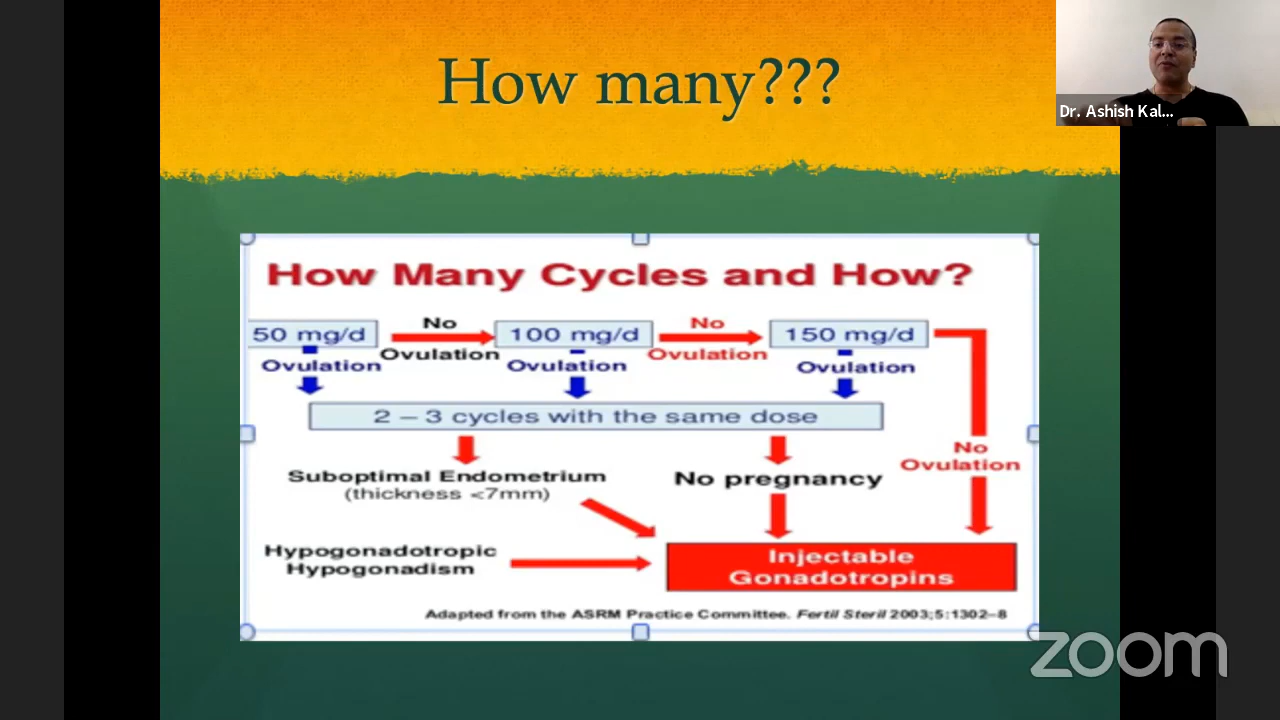 How many???
Dr. Ashish Kal...
How Many Cycles and How?
50 mg/d
No
Ovulation
100 mg/d
No
Ovulation
150 mg/d
Ovulation
Ovulation
Ovulation
2 – 3 cycles with the same dose
No
Ovulation
Suboptimal Endometrium
(thickness <7mm)
No pregnancy
Hypogonadotropic
Hypogonadism
Injectable
Gonadotropins
Adapted from the ASRM Practice Committee. Fertil Steril 2003;5:1302–8
zoom